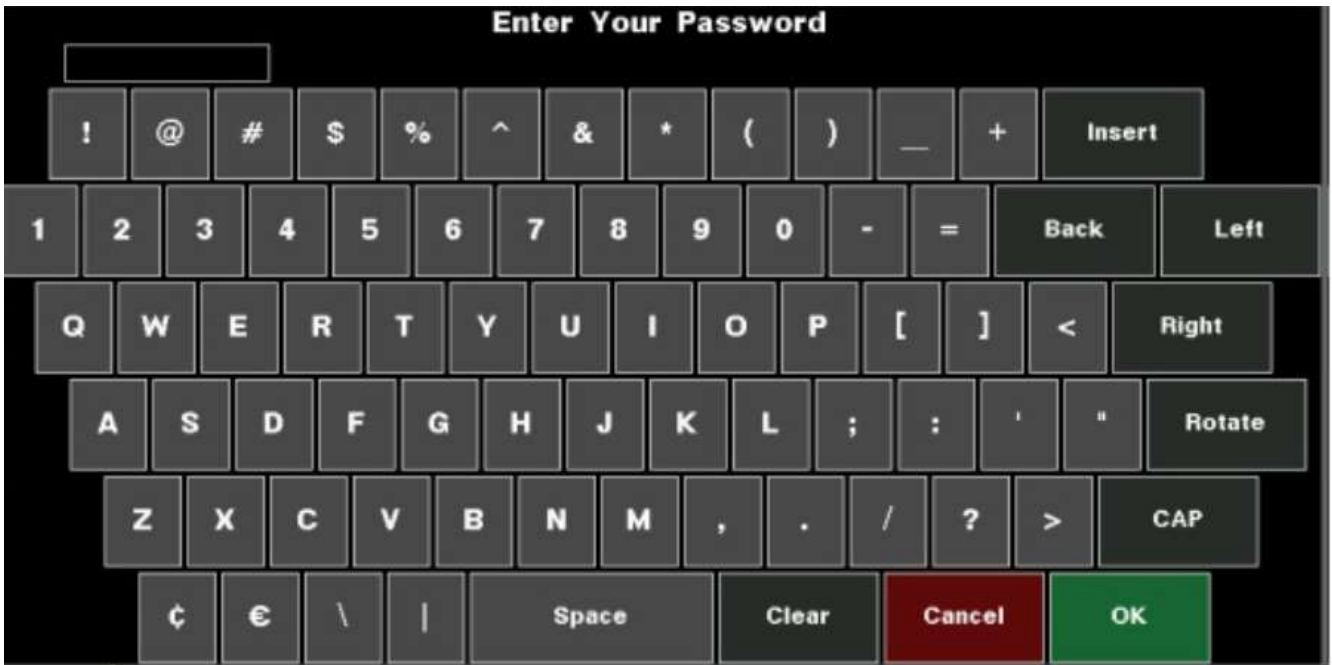 Enter Your Password
! @ # $ % ^ & * ( ) _ + Insert
1 2 3 4 5 6 7 8 9 0 - = Back Left
Q W E R T Y U I O P [ ] < Right
A S D F G H J K L ; : ' " Rotate
Z X C V B N M , . / ? > CAP
¢ € \ | Space Clear Cancel OK